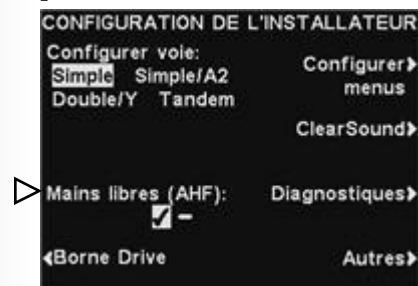 CONFIGURATION DE L'INSTALLATEUR
Configurer voie:
Simple Simple/A2
Double/Y Tandem
Configurer
menus
ClearSound
Mains libres (AHF):
Diagnostiques
Borne Drive
Autres